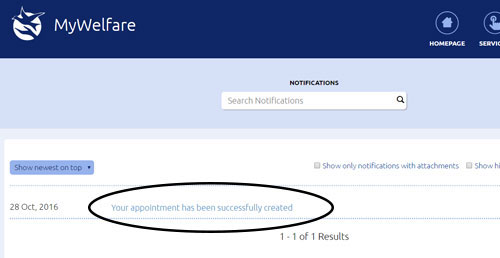 MyWelfare
HOMEPAGE
SERVIC
NOTIFICATIONS
Search Notifications
Show newest on top
Show only notifications with attachments
Show hi
28 Oct, 2016
Your appointment has been successfully created
1 - 1 of 1 Results